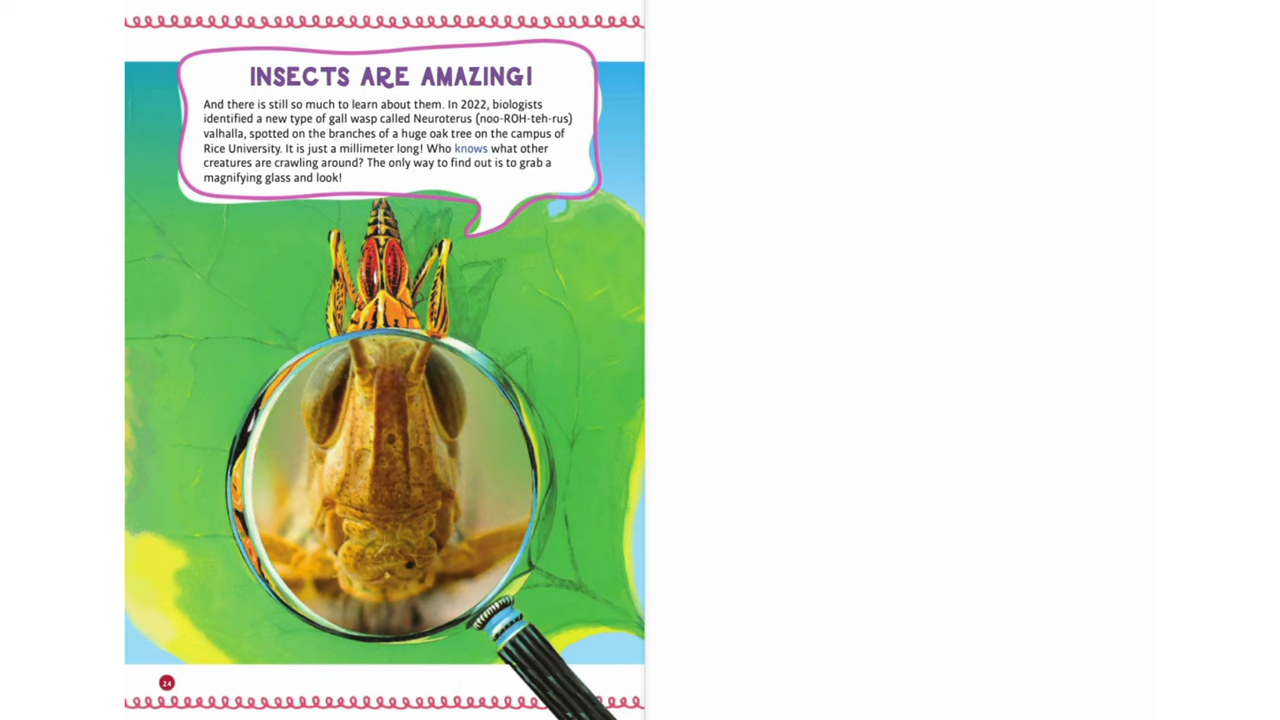 INSECTS ARE AMAZING!
And there is still so much to learn about them. In 2022, biologists
identified a new type of gall wasp called Neuroterus (noo-ROH-teh-rus)
valhalla, spotted on the branches of a huge oak tree on the campus of
Rice University. It is just a millimeter long! Who knows what other
creatures are crawling around? The only way to find out is to grab a
magnifying glass and look!
24